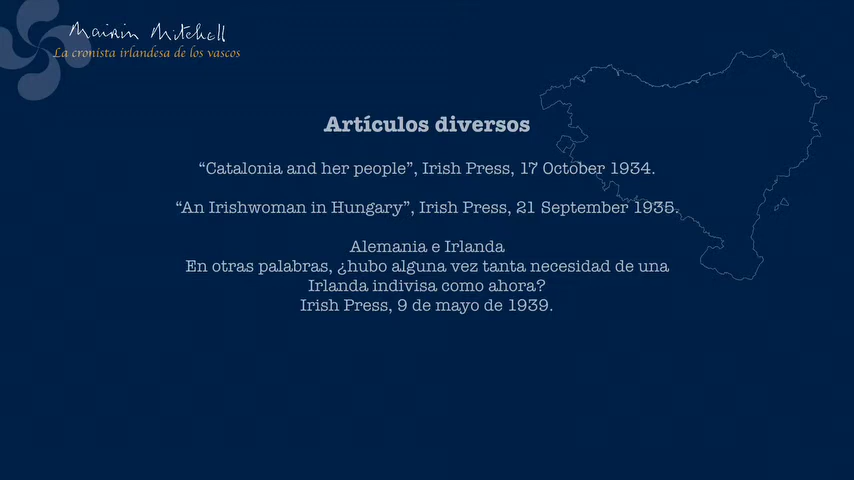 Mairin Mitchell
La cronista irlandesa de los vascos
Artículos diversos
“Catalonia and her people”, Irish Press, 17 October 1934.
“An Irishwoman in Hungary”, Irish Press, 21 September 1935.
Alemania e Irlanda
En otras palabras, ¿hubo alguna vez tanta necesidad de una
Irlanda indivisa como ahora?
Irish Press, 9 de mayo de 1939.